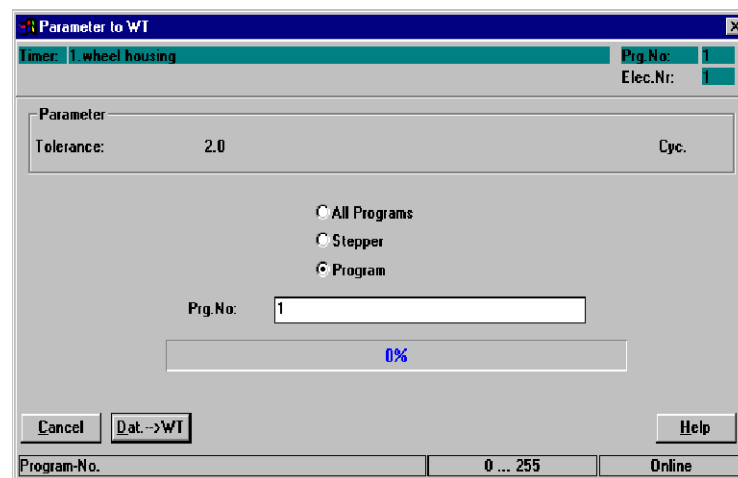 Parameter to WT
Timer: 1.wheel housing Prg.No: 1
Elec.Nr: 1
Parameter
Tolerance: 2.0 Cyc.
All Programs
Stepper
Program
Prg.No: 1
0%
Cancel Dat.-->WT Help
Program-No. 0 ... 255 Online